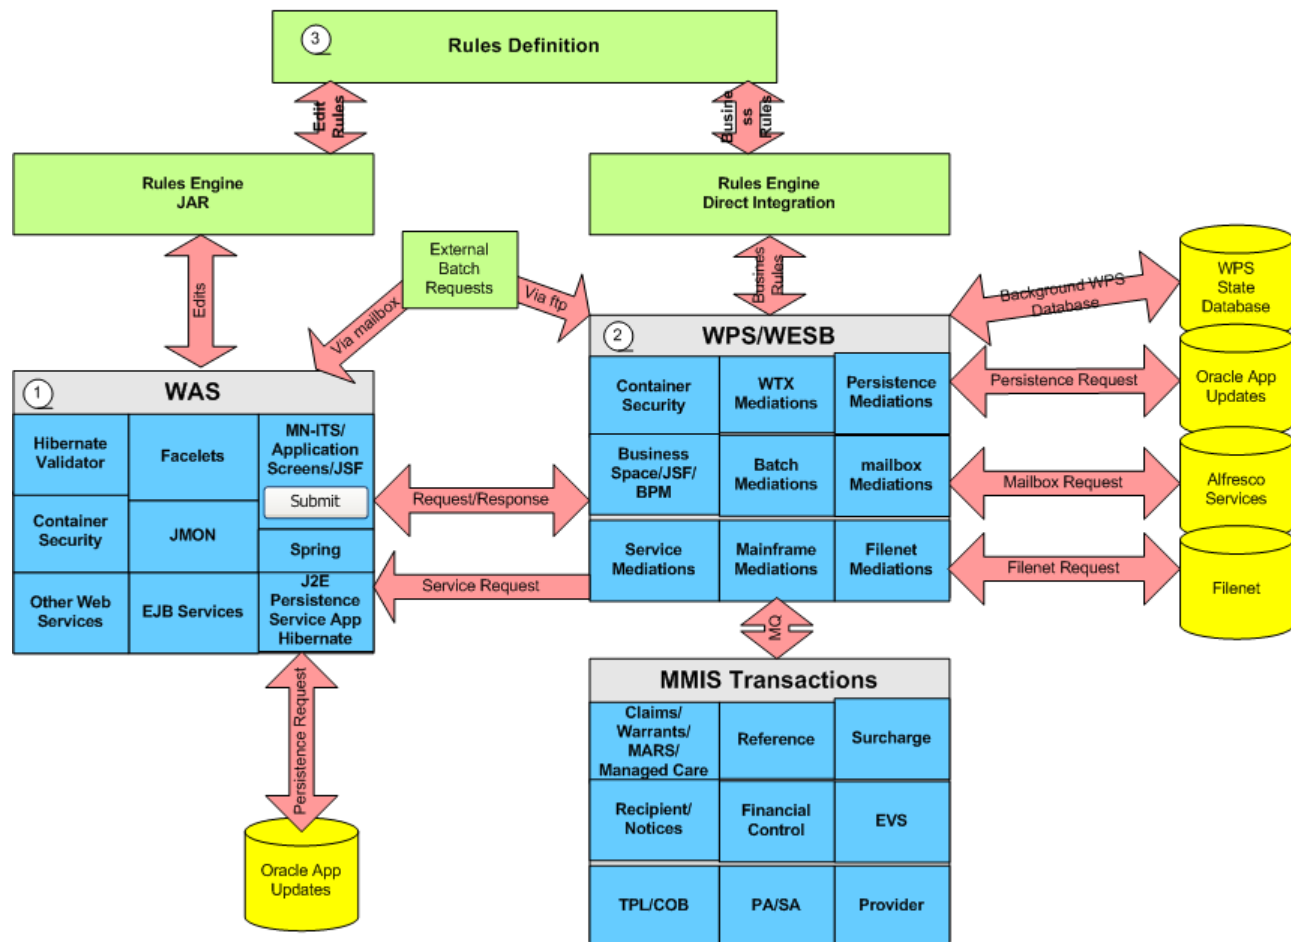 3
Rules Definition
Edit
Rules
Busine
ss
Rules
Rules Engine
JAR
Rules Engine
Direct Integration
External
Batch
Requests
Edits
Via mailbox
Via ftp
Busines
Rules
Background WPS
Database
WPS
State
Database
2
WPS/WESB
Container
Security
WTX
Mediations
Persistence
Mediations
Persistence Request
Oracle App
Updates
1
WAS
Hibernate
Validator
Facelets
MN-ITS/
Application
Screens/JSF
Submit
Request/Response
Business
Space/JSF/
BPM
Batch
Mediations
mailbox
Mediations
Mailbox Request
Alfresco
Services
Container
Security
JMON
Spring
Service Request
Service
Mediations
Mainframe
Mediations
Filenet
Mediations
Filenet Request
Filenet
Other Web
Services
EJB Services
J2E
Persistence
Service App
Hibernate
MQ
Persistence Request
Oracle App
Updates
MMIS Transactions
Claims/
Warrants/
MARS/
Managed Care
Reference
Surcharge
Recipient/
Notices
Financial
Control
EVS
TPL/COB
PA/SA
Provider